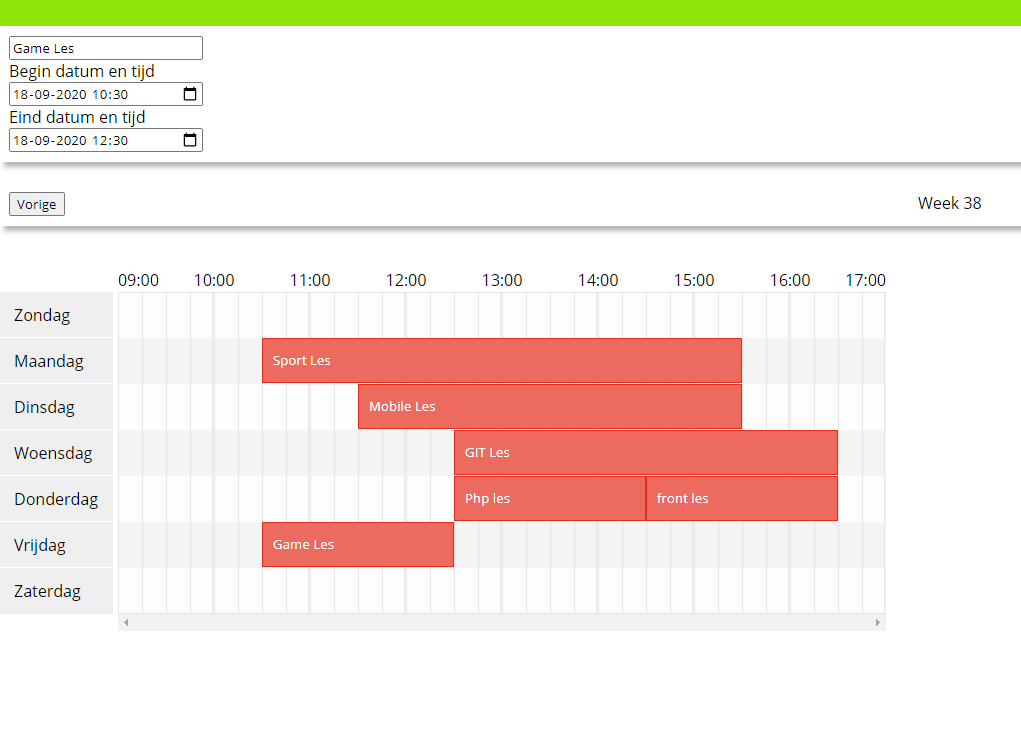 Game Les
Begin datum en tijd
18-09-2020 10:30
Eind datum en tijd
18-09-2020 12:30
Vorige
Week 38
09:00 10:00 11:00 12:00 13:00 14:00 15:00 16:00 17:00
Zondag
Maandag Sport Les
Dinsdag Mobile Les
Woensdag GIT Les
Donderdag Php les front les
Vrijdag Game Les
Zaterdag